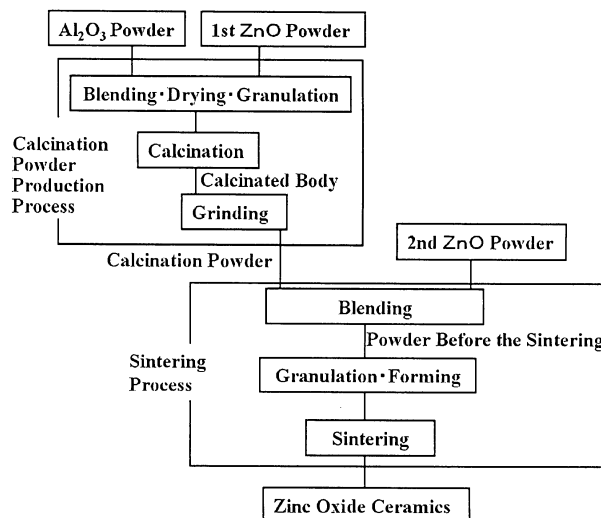 Al₂O₃ Powder
1st ZnO Powder
Blending・Drying・Granulation
Calcination
Powder
Production
Process
Calcination
Calcinated Body
Grinding
Calcination Powder
2nd ZnO Powder
Blending
Powder Before the Sintering
Sintering
Process
Granulation・Forming
Sintering
Zinc Oxide Ceramics